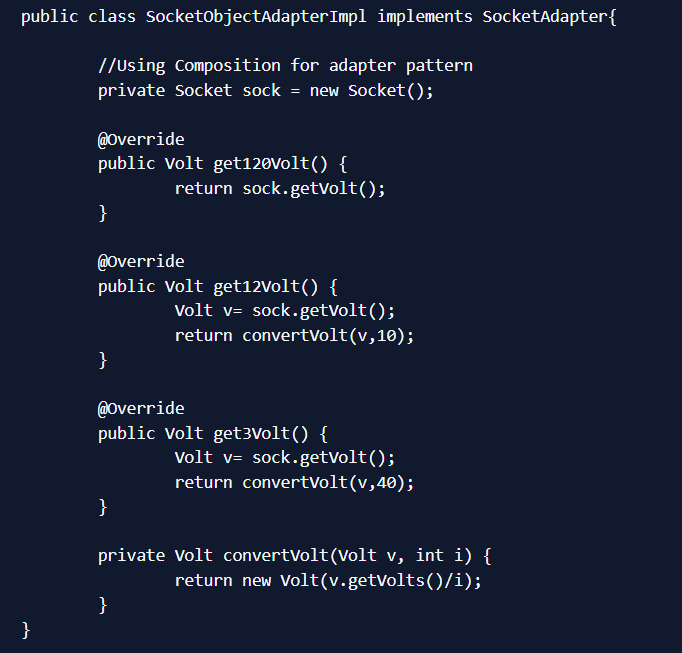 public class SocketObjectAdapterImpl implements SocketAdapter{
//Using Composition for adapter pattern
private Socket sock = new Socket();
@Override
public Volt get120Volt() {
return sock.getVolt();
}
@Override
public Volt get12Volt() {
Volt v= sock.getVolt();
return convertVolt(v,10);
}
@Override
public Volt get3Volt() {
Volt v= sock.getVolt();
return convertVolt(v,40);
}
private Volt convertVolt(Volt v, int i) {
return new Volt(v.getVolts()/i);
}
}